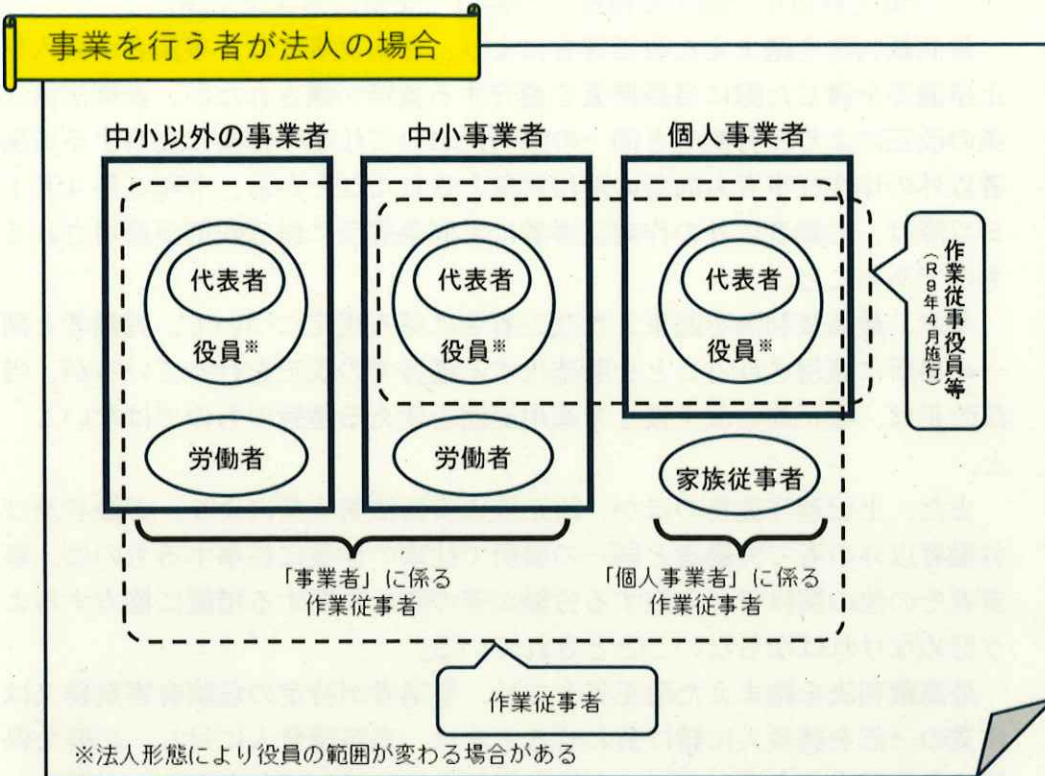 事業を行う者が法人の場合
中小以外の事業者
中小事業者
個人事業者
代表者
役員※
労働者
代表者
役員※
労働者
代表者
役員※
家族従事者
作業従事役員等
（R9年4月施行）
「事業者」に係る
作業従事者
「個人事業者」に係る
作業従事者
作業従事者
※法人形態により役員の範囲が変わる場合がある